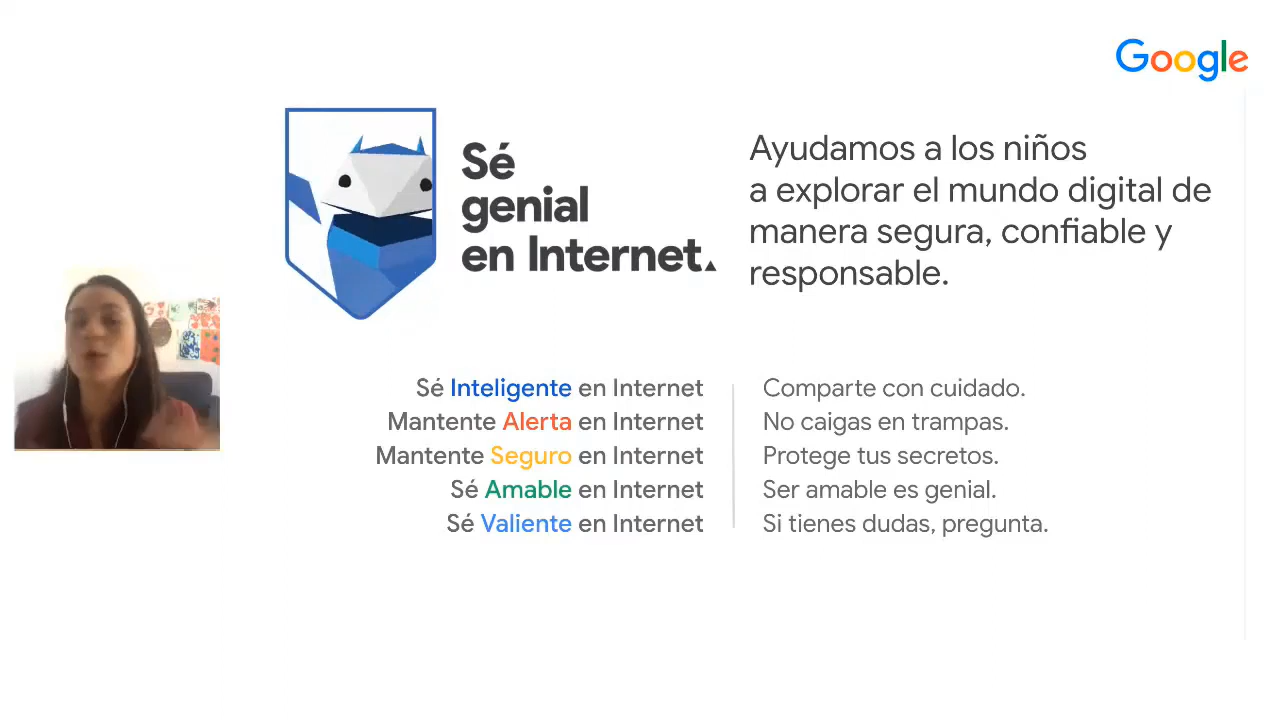 Google
Sé
genial
en Internet.
Ayudamos a los niños
a explorar el mundo digital de
manera segura, confiable y
responsable.
Sé Inteligente en Internet
Comparte con cuidado.
Mantente Alerta en Internet
No caigas en trampas.
Mantente Seguro en Internet
Protege tus secretos.
Sé Amable en Internet
Ser amable es genial.
Sé Valiente en Internet
Si tienes dudas, pregunta.